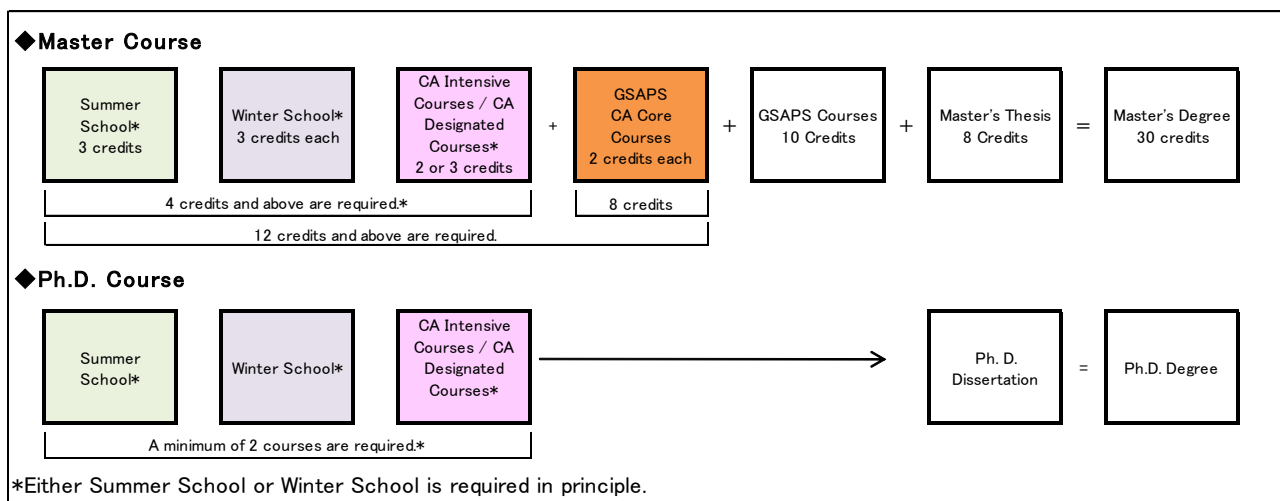 ◆Master Course
Summer
School*
3 credits
Winter School*
3 credits each
CA Intensive
Courses / CA
Designated
Courses*
2 or 3 credits
+
GSAPS
CA Core
Courses
2 credits each
+
GSAPS Courses
10 Credits
+
Master's Thesis
8 Credits
=
Master's Degree
30 credits
4 credits and above are required.*
8 credits
12 credits and above are required.
◆Ph.D. Course
Summer
School*
Winter School*
CA Intensive
Courses / CA
Designated
Courses*
Ph. D.
Dissertation
=
Ph.D. Degree
A minimum of 2 courses are required.*
*Either Summer School or Winter School is required in principle.